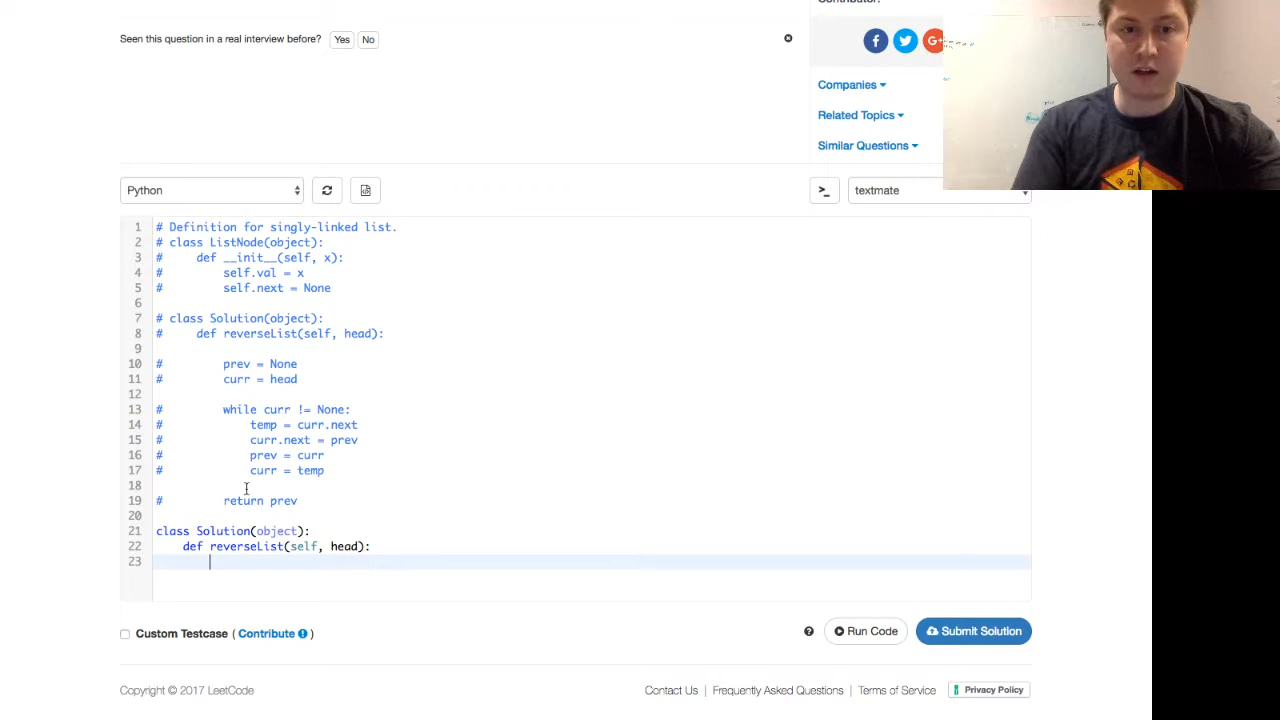 Contributor:
Seen this question in a real interview before? Yes No
Companies
Related Topics
Similar Questions
Python
>_ textmate
1 # Definition for singly-linked list.
2 # class ListNode(object):
3 #     def __init__(self, x):
4 #         self.val = x
5 #         self.next = None
6
7 # class Solution(object):
8 #     def reverseList(self, head):
9
10 #         prev = None
11 #         curr = head
12
13 #         while curr != None:
14 #             temp = curr.next
15 #             curr.next = prev
16 #             prev = curr
17 #             curr = temp
18
19 #         return prev
20
21 class Solution(object):
22     def reverseList(self, head):
23
Custom Testcase ( Contribute )
Run Code
Submit Solution
Copyright © 2017 LeetCode
Contact Us | Frequently Asked Questions | Terms of Service
Privacy Policy